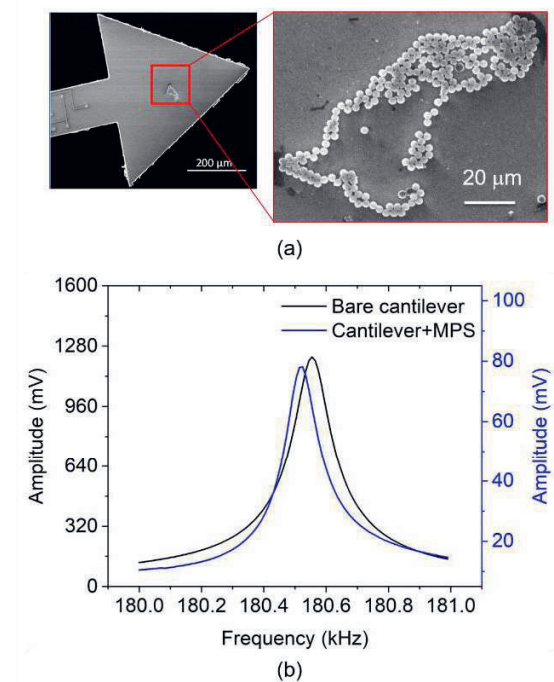 200 µm
20 µm
(a)
Bare cantilever
Cantilever+MPS
Amplitude (mV)
1600
1280
960
640
320
0
100
80
60
40
20
Amplitude (mV)
180.0 180.2 180.4 180.6 180.8 181.0
Frequency (kHz)
(b)